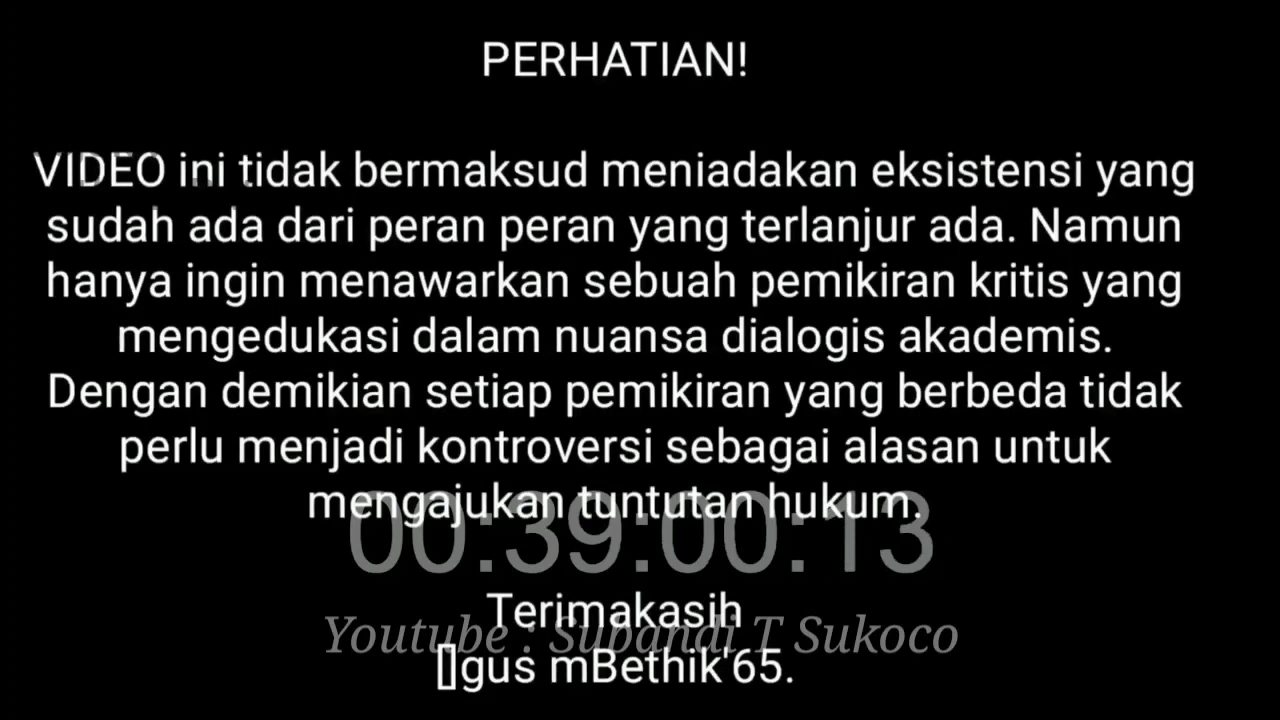 PERHATIAN!
VIDEO ini tidak bermaksud meniadakan eksistensi yang
sudah ada dari peran peran yang terlanjur ada. Namun
hanya ingin menawarkan sebuah pemikiran kritis yang
mengedukasi dalam nuansa dialogis akademis.
Dengan demikian setiap pemikiran yang berbeda tidak
perlu menjadi kontroversi sebagai alasan untuk
mengajukan tuntutan hukum.
00:39:00:13
Terimakasih
Youtube : Subandi T Sukoco
▯gus mBethik'65.